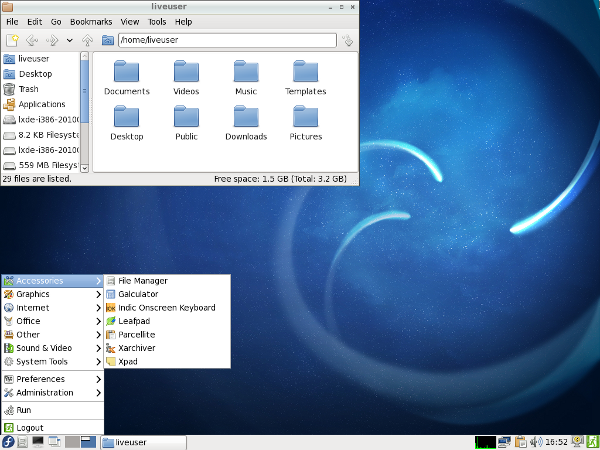 liveuser
File Edit Go Bookmarks View Tools Help
/home/liveuser
liveuser
Desktop
Trash
Applications
lxde-i386-20100
8.2 KB Filesyste
lxde-i386-20100
559 MB Filesys
Documents Videos Music Templates
Desktop Public Downloads Pictures
29 files are listed. Free space: 1.5 GB (Total: 3.2 GB)
Accessories
Graphics
Internet
Office
Other
Sound & Video
System Tools
Preferences
Administration
Run
Logout
File Manager
Galculator
Indic Onscreen Keyboard
Leafpad
Parcellite
Xarchiver
Xpad
liveuser 16:52